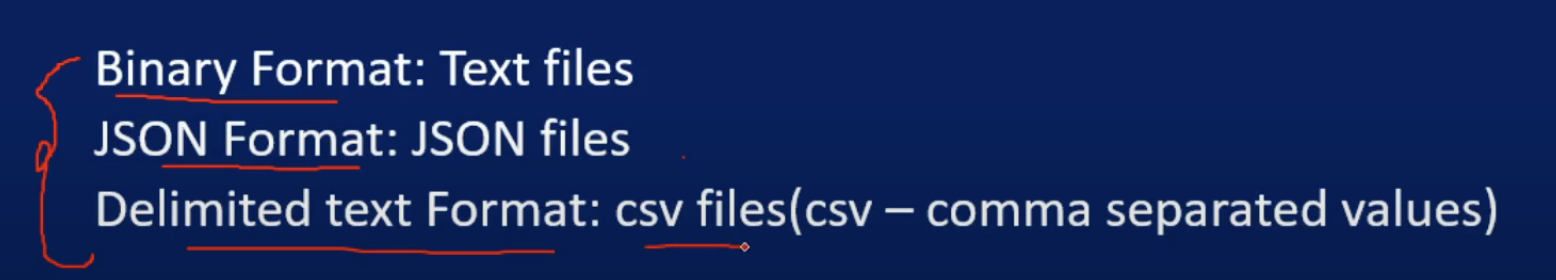 Binary Format: Text files
JSON Format: JSON files
Delimited text Format: csv files(csv – comma separated values)